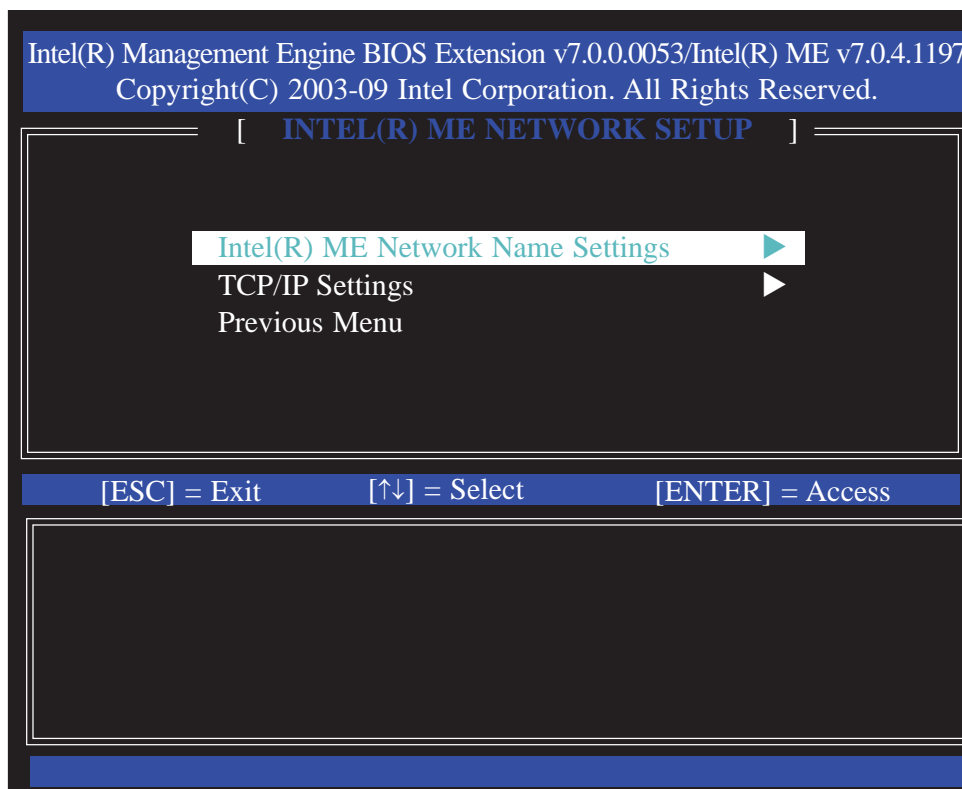 Intel(R) Management Engine BIOS Extension v7.0.0.0053/Intel(R) ME v7.0.4.1197
Copyright(C) 2003-09 Intel Corporation. All Rights Reserved.
[ INTEL(R) ME NETWORK SETUP ]
Intel(R) ME Network Name Settings ▶
TCP/IP Settings ▶
Previous Menu
[ESC] = Exit [↑↓] = Select [ENTER] = Access